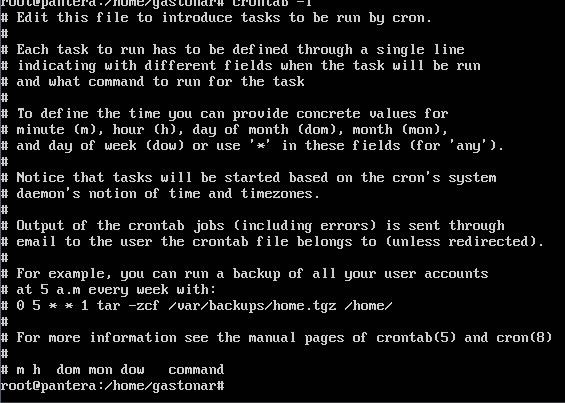 root@pantera:/home/gastonar# crontab -l
# Edit this file to introduce tasks to be run by cron.
#
# Each task to run has to be defined through a single line
# indicating with different fields when the task will be run
# and what command to run for the task
#
# To define the time you can provide concrete values for
# minute (m), hour (h), day of month (dom), month (mon),
# and day of week (dow) or use '*' in these fields (for 'any').
#
# Notice that tasks will be started based on the cron's system
# daemon's notion of time and timezones.
#
# Output of the crontab jobs (including errors) is sent through
# email to the user the crontab file belongs to (unless redirected).
#
# For example, you can run a backup of all your user accounts
# at 5 a.m every week with:
# 0 5 * * 1 tar -zcf /var/backups/home.tgz /home/
#
# For more information see the manual pages of crontab(5) and cron(8)
#
# m h  dom mon dow   command
root@pantera:/home/gastonar#